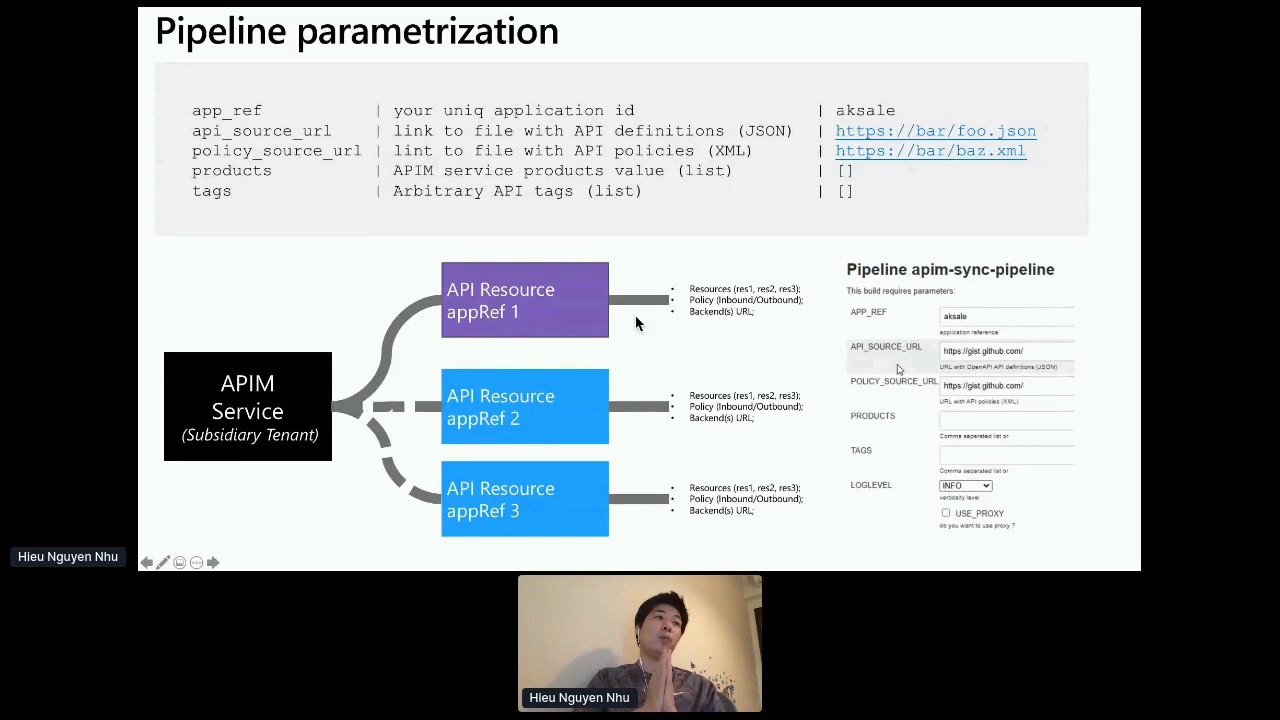 Pipeline parametrization
app_ref | your uniq application id | aksale
api_source_url | link to file with API definitions (JSON) | https://bar/foo.json
policy_source_url | lint to file with API policies (XML) | https://bar/baz.xml
products | APIM service products value (list) | []
tags | Arbitrary API tags (list) | []
APIM
Service
(Subsidiary Tenant)
API Resource
appRef 1
• Resources (res1, res2, res3);
• Policy (Inbound/Outbound);
• Backend(s) URL;
API Resource
appRef 2
• Resources (res1, res2, res3);
• Policy (Inbound/Outbound);
• Backend(s) URL;
API Resource
appRef 3
• Resources (res1, res2, res3);
• Policy (Inbound/Outbound);
• Backend(s) URL;
Pipeline apim-sync-pipeline
This build requires parameters:
APP_REF
aksale
application reference
API_SOURCE_URL
https://gist.github.com/
URL with OpenAPI API definitions (JSON)
POLICY_SOURCE_URL
https://gist.github.com/
URL with API policies (XML)
PRODUCTS
Comma separated list or
TAGS
Comma separated list or
LOGLEVEL
INFO
verbosity level
USE_PROXY
do you want to use proxy ?
Hieu Nguyen Nhu
Hieu Nguyen Nhu